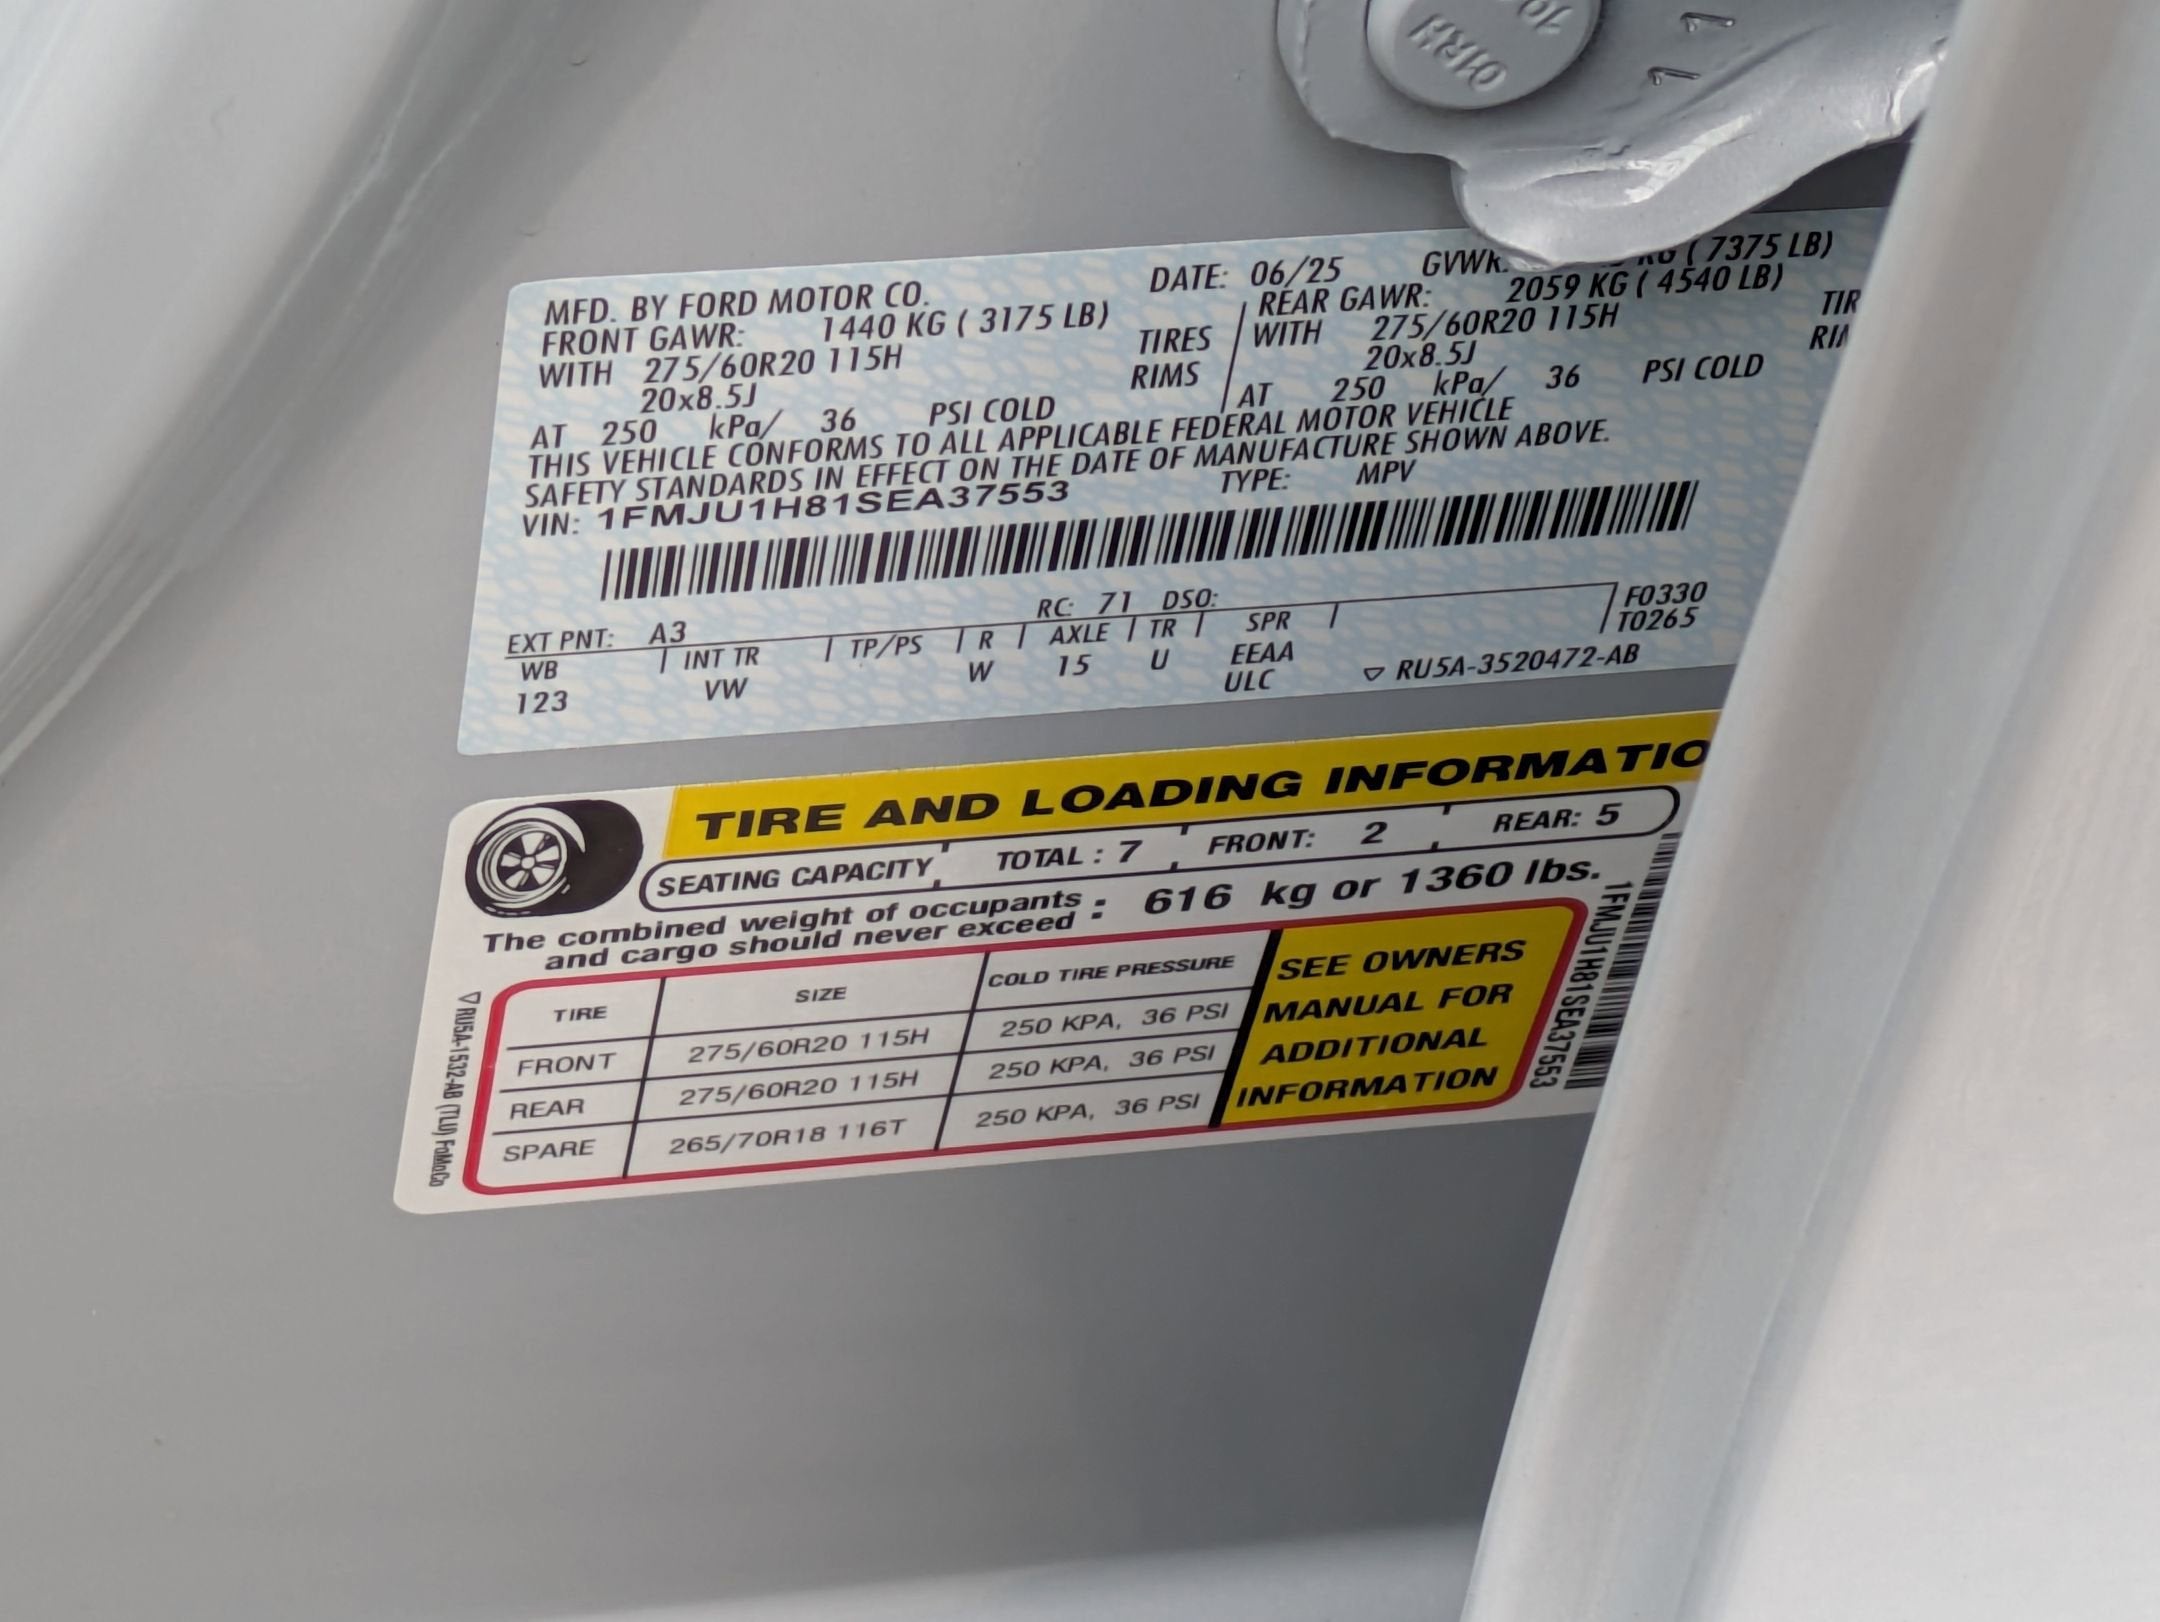 01RH
MFD. BY FORD MOTOR CO.
DATE: 06/25
( 7375 LB)
FRONT GAWR: 1440 KG ( 3175 LB)
REAR GAWR: 2059 KG ( 4540 LB)
WITH 275/60R20 115H TIRES
WITH 275/60R20 115H TIR
20x8.5J RIMS
20x8.5J RIM
AT 250 kPa/ 36 PSI COLD
AT 250 kPa/ 36 PSI COLD
THIS VEHICLE CONFORMS TO ALL APPLICABLE FEDERAL MOTOR VEHICLE
SAFETY STANDARDS IN EFFECT ON THE DATE OF MANUFACTURE SHOWN ABOVE.
VIN: 1FMJU1H81SEA37553 TYPE: MPV
EXT PNT: A3 RC: 71 DSO: F0330
WB INT TR TP/PS R AXLE TR SPR T0265
123 VW W 15 U EEAA
ULC ▽ RU5A-3520472-AB
TIRE AND LOADING INFORMATIO
SEATING CAPACITY TOTAL : 7 FRONT: 2 REAR: 5
The combined weight of occupants
and cargo should never exceed : 616 kg or 1360 lbs.
TIRE SIZE COLD TIRE PRESSURE
FRONT 275/60R20 115H 250 KPA, 36 PSI
REAR 275/60R20 115H 250 KPA, 36 PSI
SPARE 265/70R18 116T 250 KPA, 36 PSI
SEE OWNERS
MANUAL FOR
ADDITIONAL
INFORMATION
1FMJU1H81SEA37553
▽RU5A-1532-AB (TLU) FoMoCo